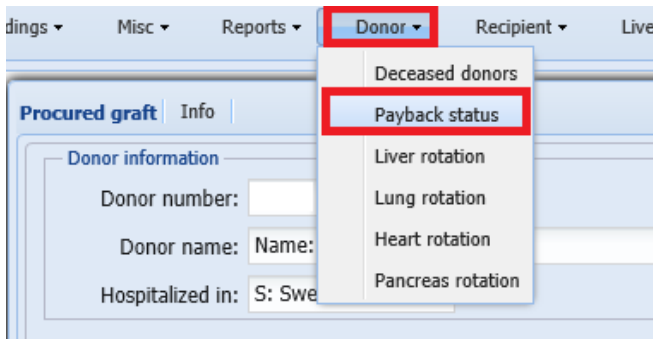 dings Misc Reports Donor Recipient Live
Deceased donors
Payback status
Liver rotation
Lung rotation
Heart rotation
Pancreas rotation
Procured graft Info
Donor information
Donor number:
Donor name: Name:
Hospitalized in: S: Swe